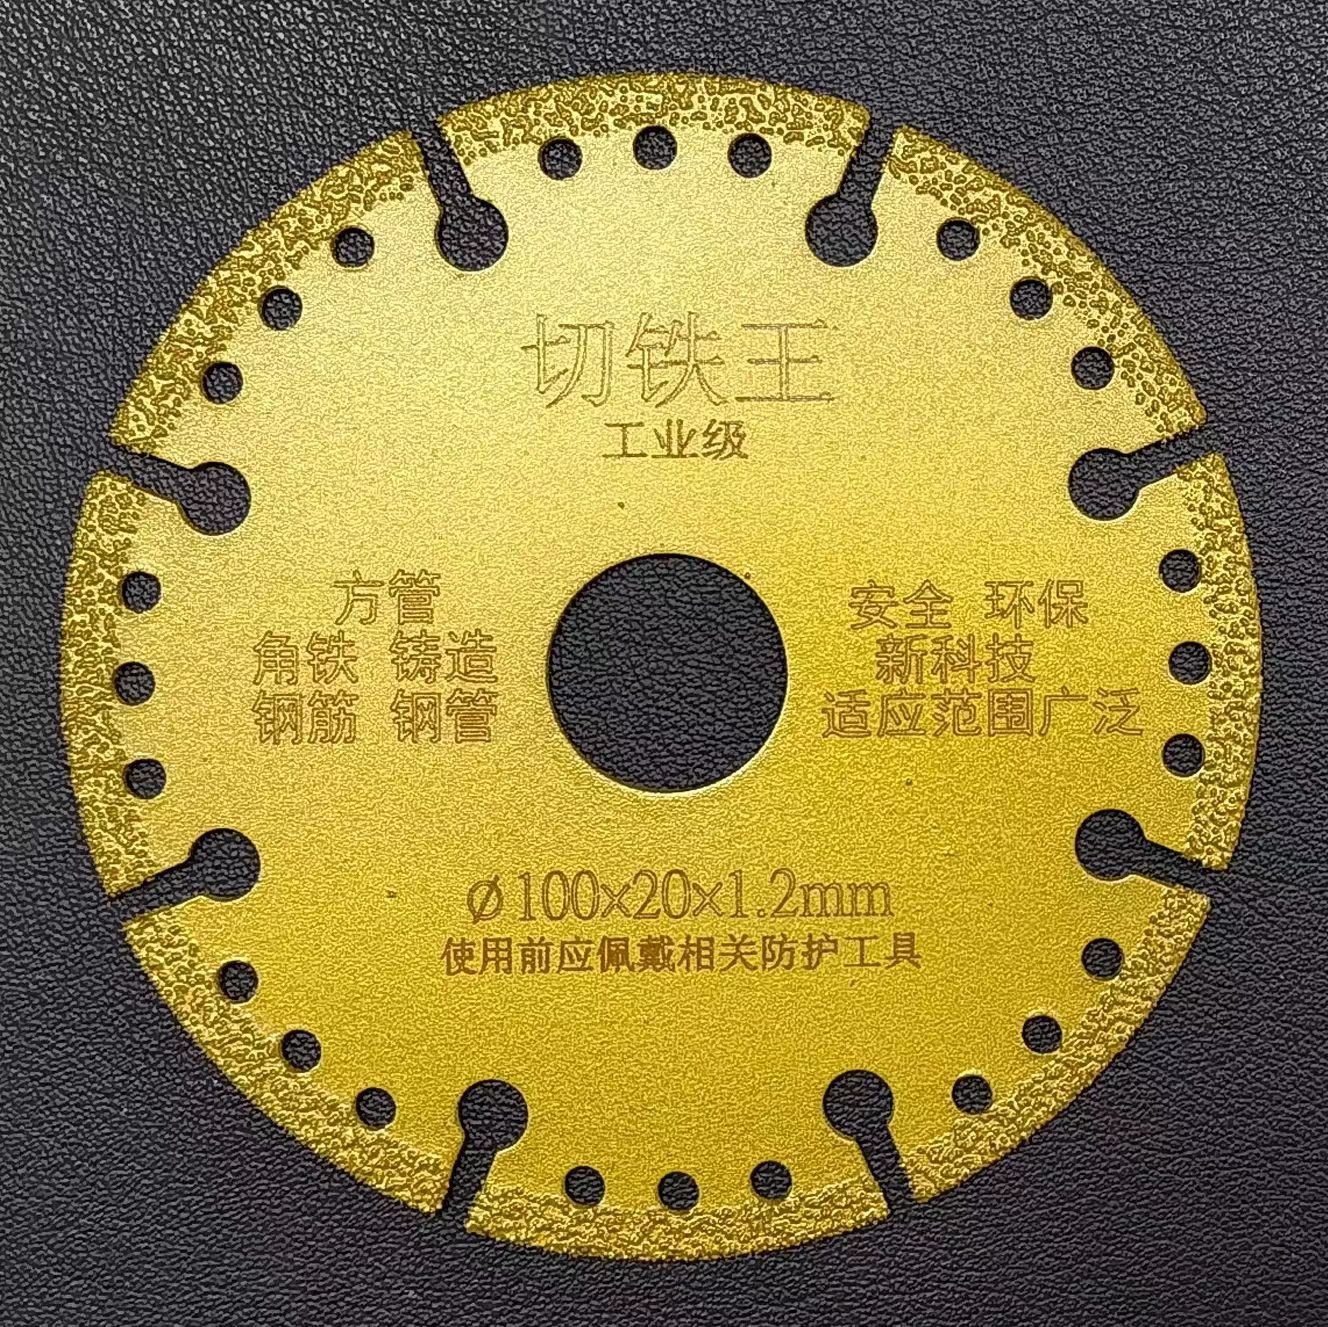 切铁王
工业级
方管
角铁 铸造
钢筋 钢管
安全 环保
新科技
适应范围广泛
Ø100×20×1.2mm
使用前应佩戴相关防护工具